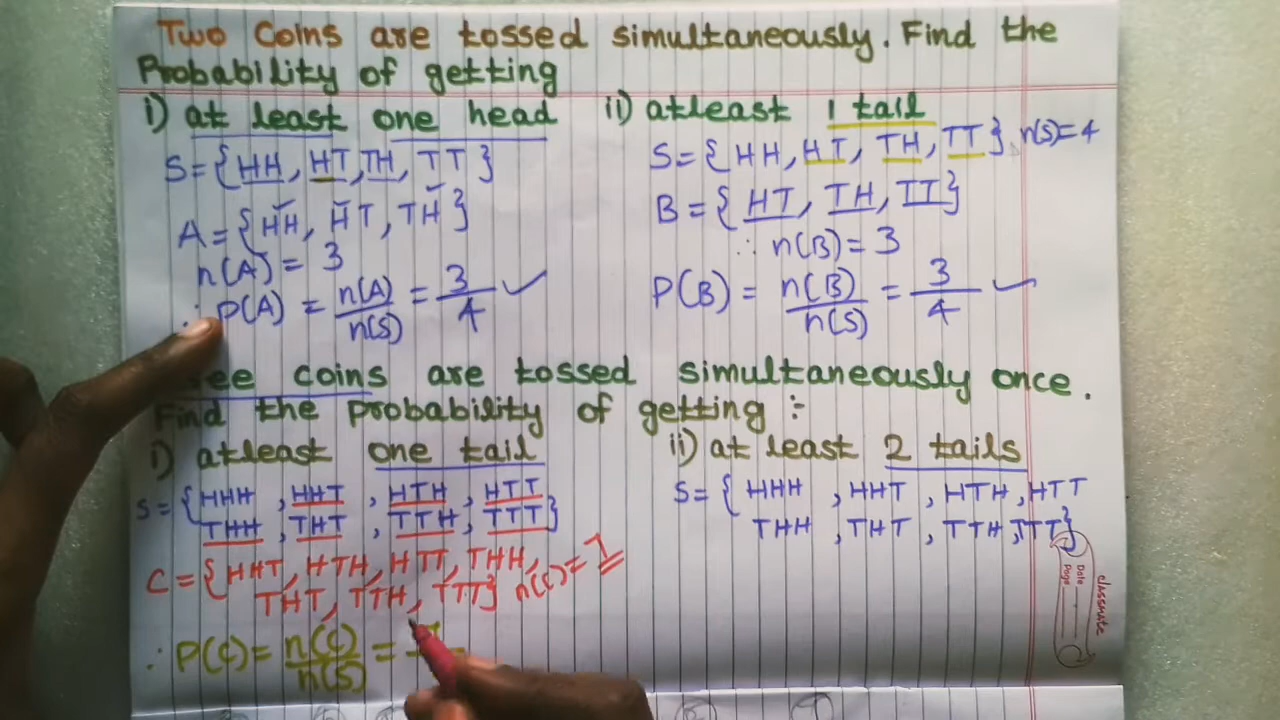 Two Coins are tossed simultaneously. Find the
Probability of getting
i) at least one head
S = {HH, HT, TH, TT}
A = {HH, HT, TH}
n(A) = 3
∴ P(A) = n(A)/n(S) = 3/4 ✓
ii) atleast 1 tail
S = {HH, HT, TH, TT} n(S)=4
B = {HT, TH, TT}
∴ n(B) = 3
P(B) = n(B)/n(S) = 3/4 ✓
coins are tossed simultaneously once.
Find the probability of getting :-
i) atleast one tail
S = {HHH, HHT, HTH, HTT
THH, THT, TTH, TTT}
C = {HHT, HTH, HTT, THH,
THT, TTH, TTT} n(C) = 7
∴ P(C) = n(C)/n(S) =
ii) at least 2 tails
S = {HHH, HHT, HTH, HTT
THH, THT, TTH, TTT}
classmate
Date
Page